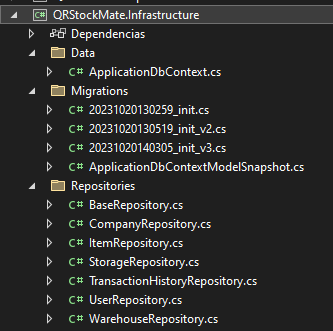 QRStockMate.Infrastructure
Dependencias
Data
ApplicationDbContext.cs
Migrations
20231020130259_init.cs
20231020130519_init_v2.cs
20231020140305_init_v3.cs
ApplicationDbContextModelSnapshot.cs
Repositories
BaseRepository.cs
CompanyRepository.cs
ItemRepository.cs
StorageRepository.cs
TransactionHistoryRepository.cs
UserRepository.cs
WarehouseRepository.cs